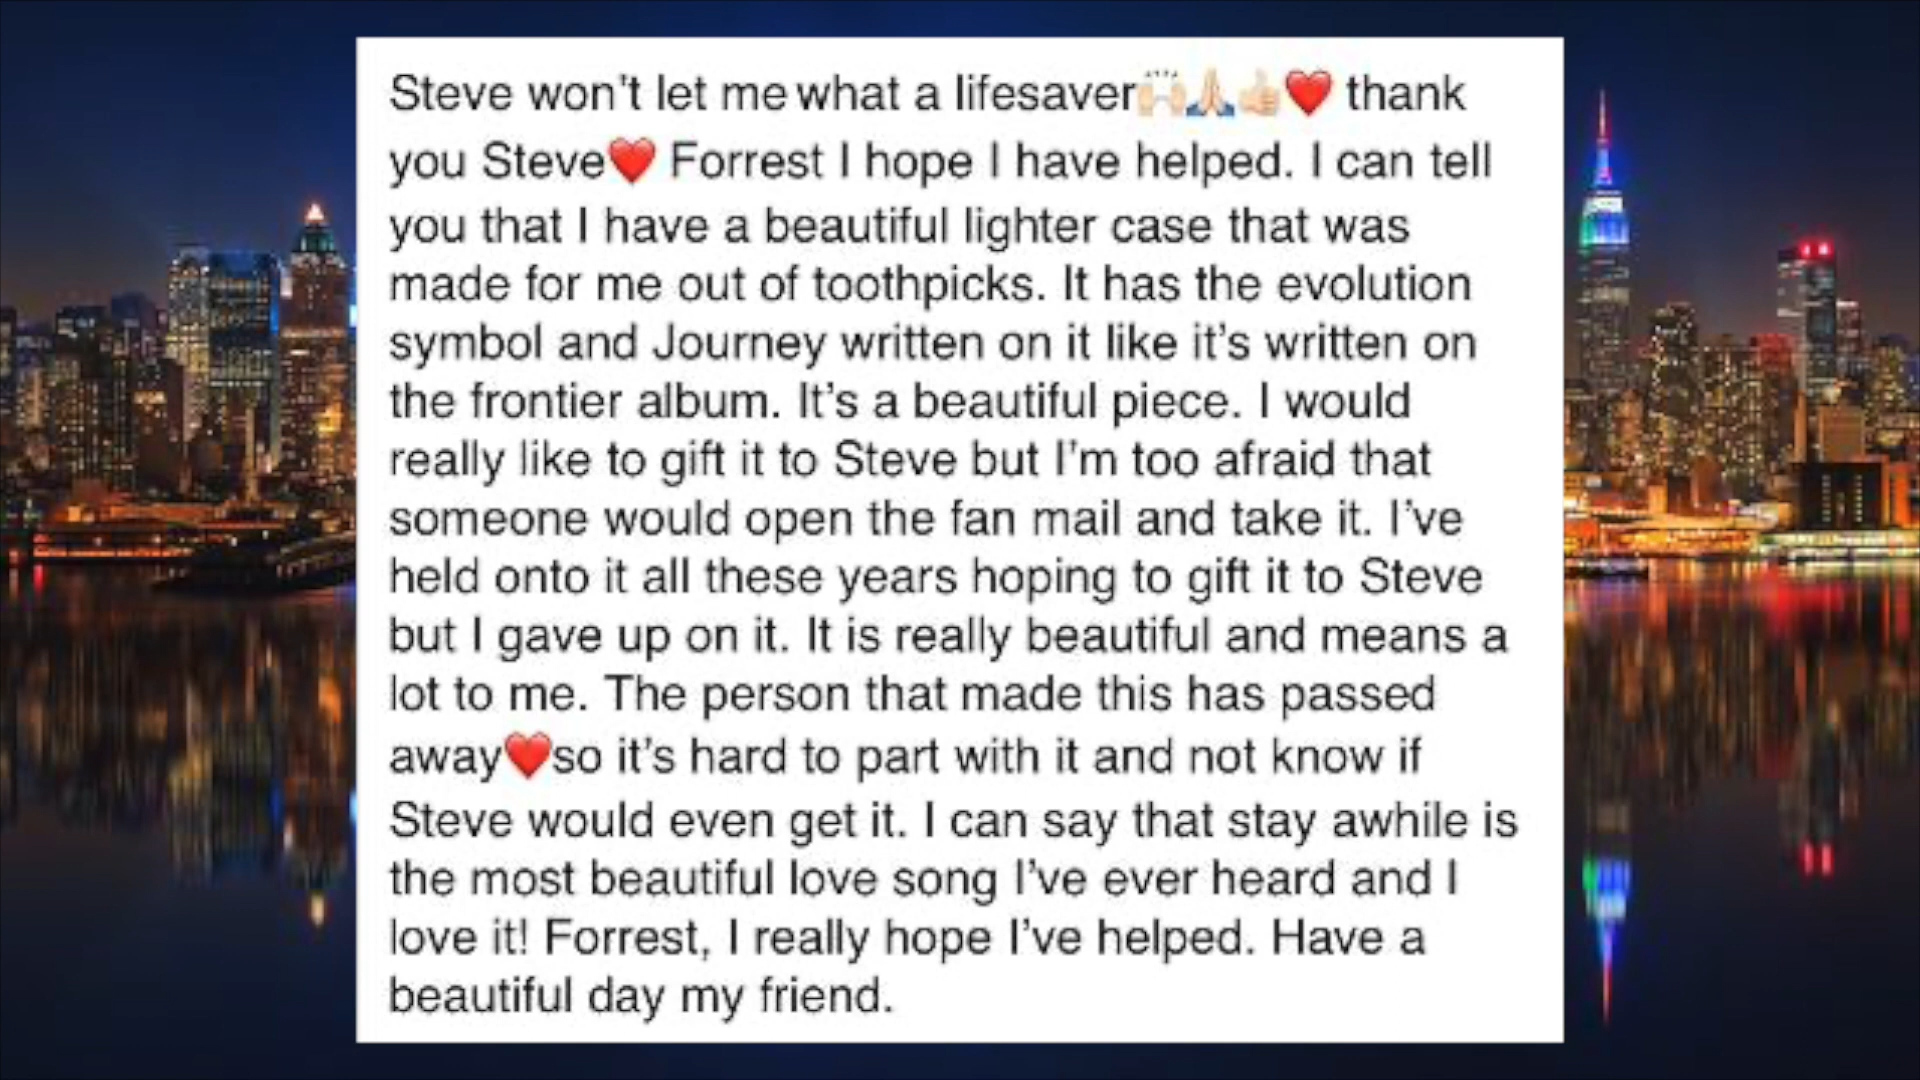 Steve won't let me what a lifesaver🙌🏻🙏🏻👍🏻❤️ thank
you Steve❤️ Forrest I hope I have helped. I can tell
you that I have a beautiful lighter case that was
made for me out of toothpicks. It has the evolution
symbol and Journey written on it like it’s written on
the frontier album. It’s a beautiful piece. I would
really like to gift it to Steve but I’m too afraid that
someone would open the fan mail and take it. I’ve
held onto it all these years hoping to gift it to Steve
but I gave up on it. It is really beautiful and means a
lot to me. The person that made this has passed
away❤️so it’s hard to part with it and not know if
Steve would even get it. I can say that stay awhile is
the most beautiful love song I’ve ever heard and I
love it! Forrest, I really hope I’ve helped. Have a
beautiful day my friend.